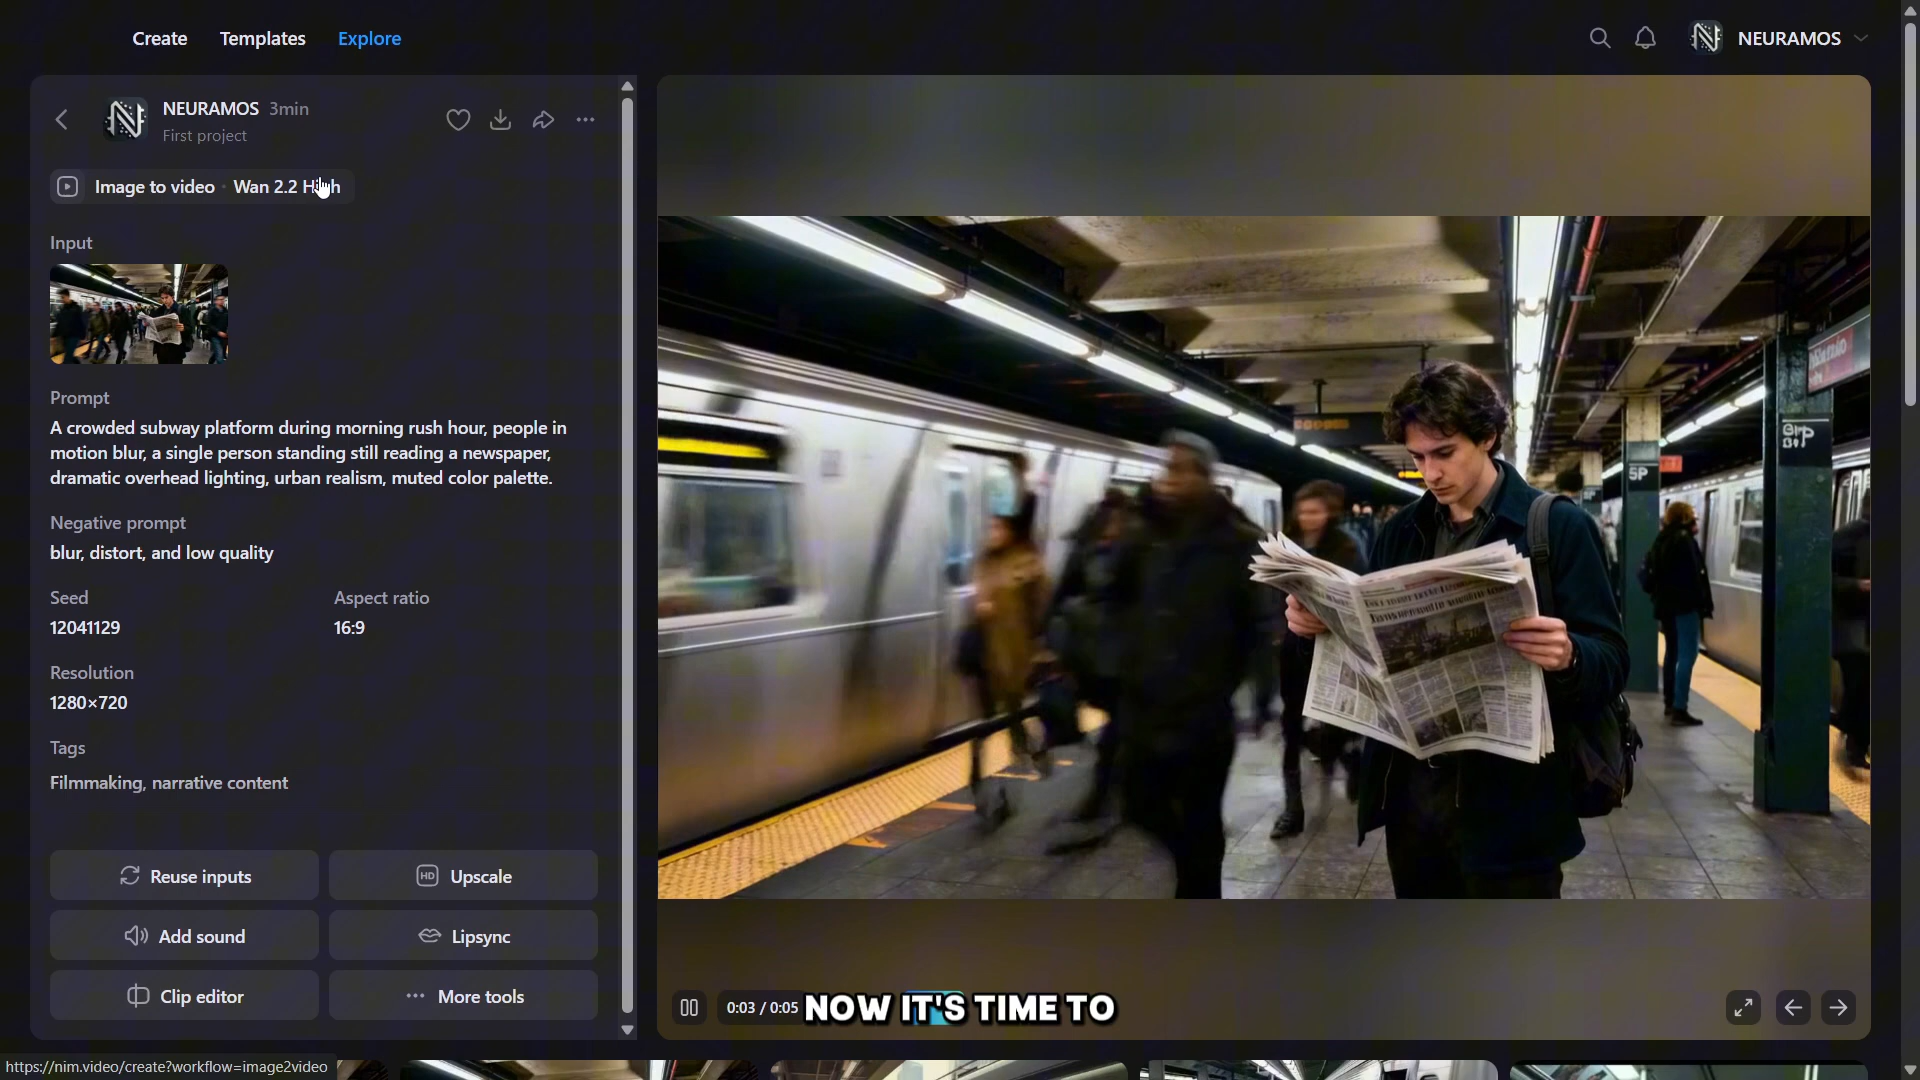 Create
Templates
Explore
NEURAMOS
NEURAMOS 3min
First project
Image to video · Wan 2.2 High
Input
Prompt
A crowded subway platform during morning rush hour, people in
motion blur, a single person standing still reading a newspaper,
dramatic overhead lighting, urban realism, muted color palette.
Negative prompt
blur, distort, and low quality
Seed
Aspect ratio
12041129
16:9
Resolution
1280×720
Tags
Filmmaking, narrative content
Reuse inputs
HD Upscale
Add sound
Lipsync
Clip editor
More tools
5P
0:03 / 0:05
NOW IT'S TIME TO
https://nim.video/create?workflow=image2video